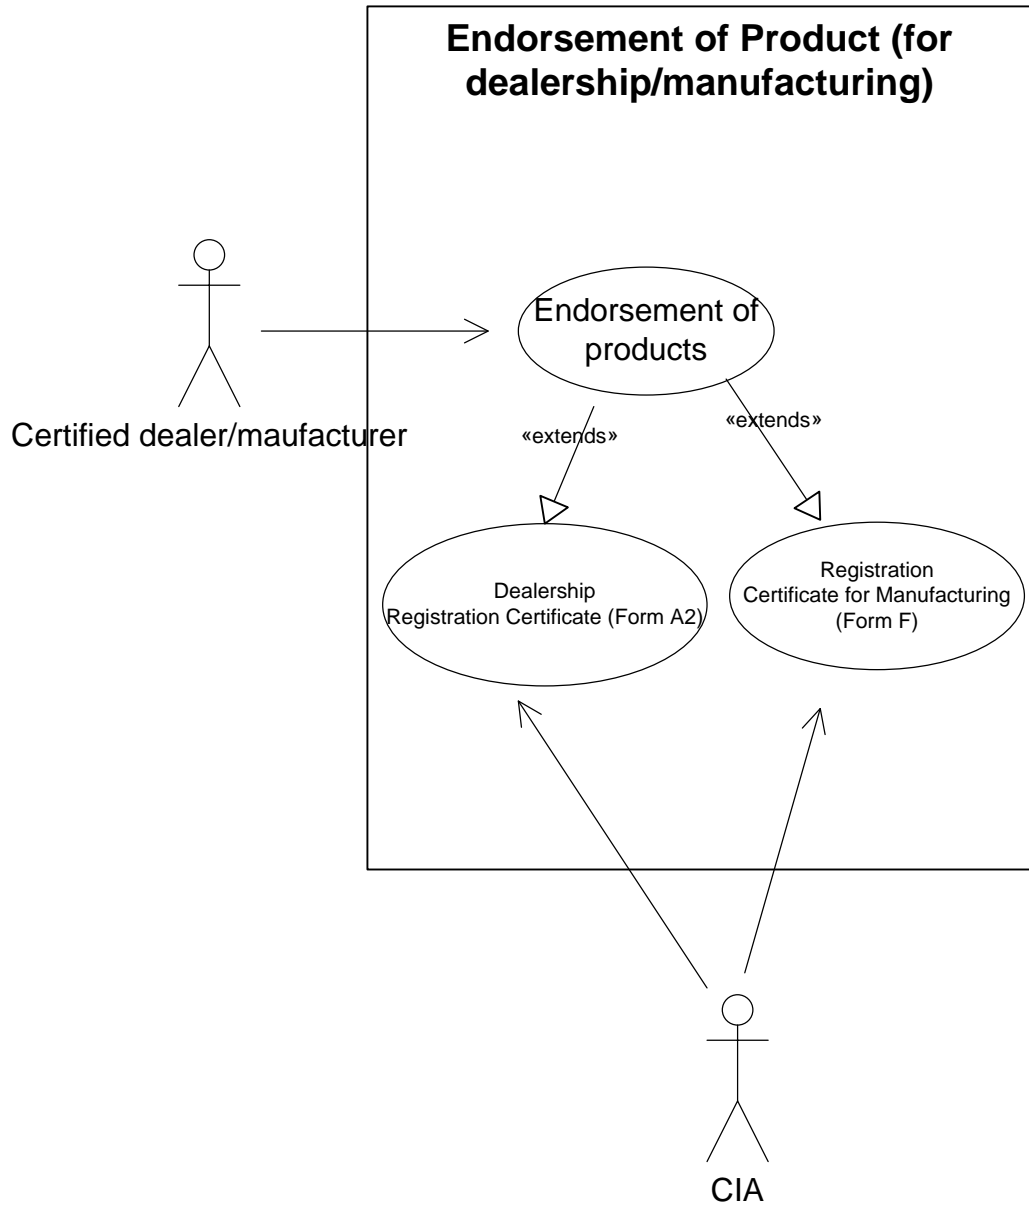 Endorsement of Product (for
dealership/manufacturing)
Endorsement of
products
Certified dealer/maufacturer
«extends»
«extends»
Dealership
Registration Certificate (Form A2)
Registration
Certificate for Manufacturing
(Form F)
CIA